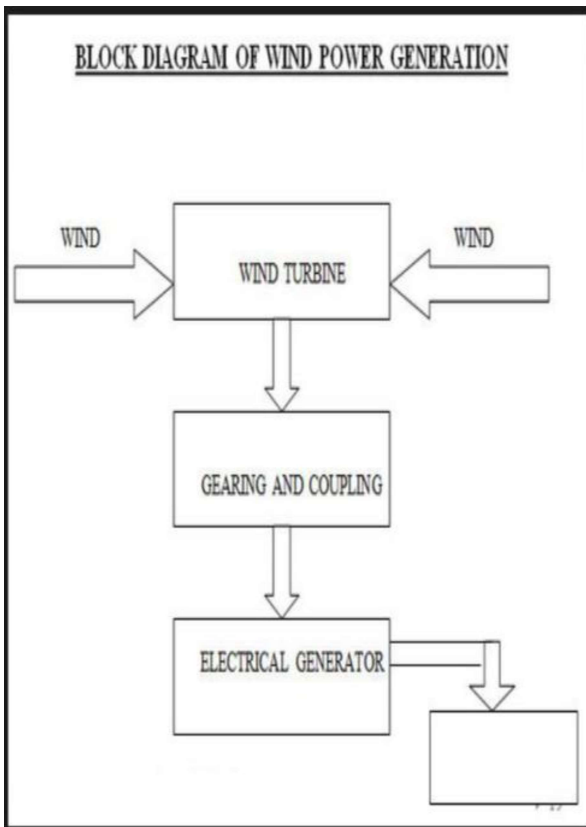 BLOCK DIAGRAM OF WIND POWER GENERATION
WIND
WIND
WIND TURBINE
GEARING AND COUPLING
ELECTRICAL GENERATOR